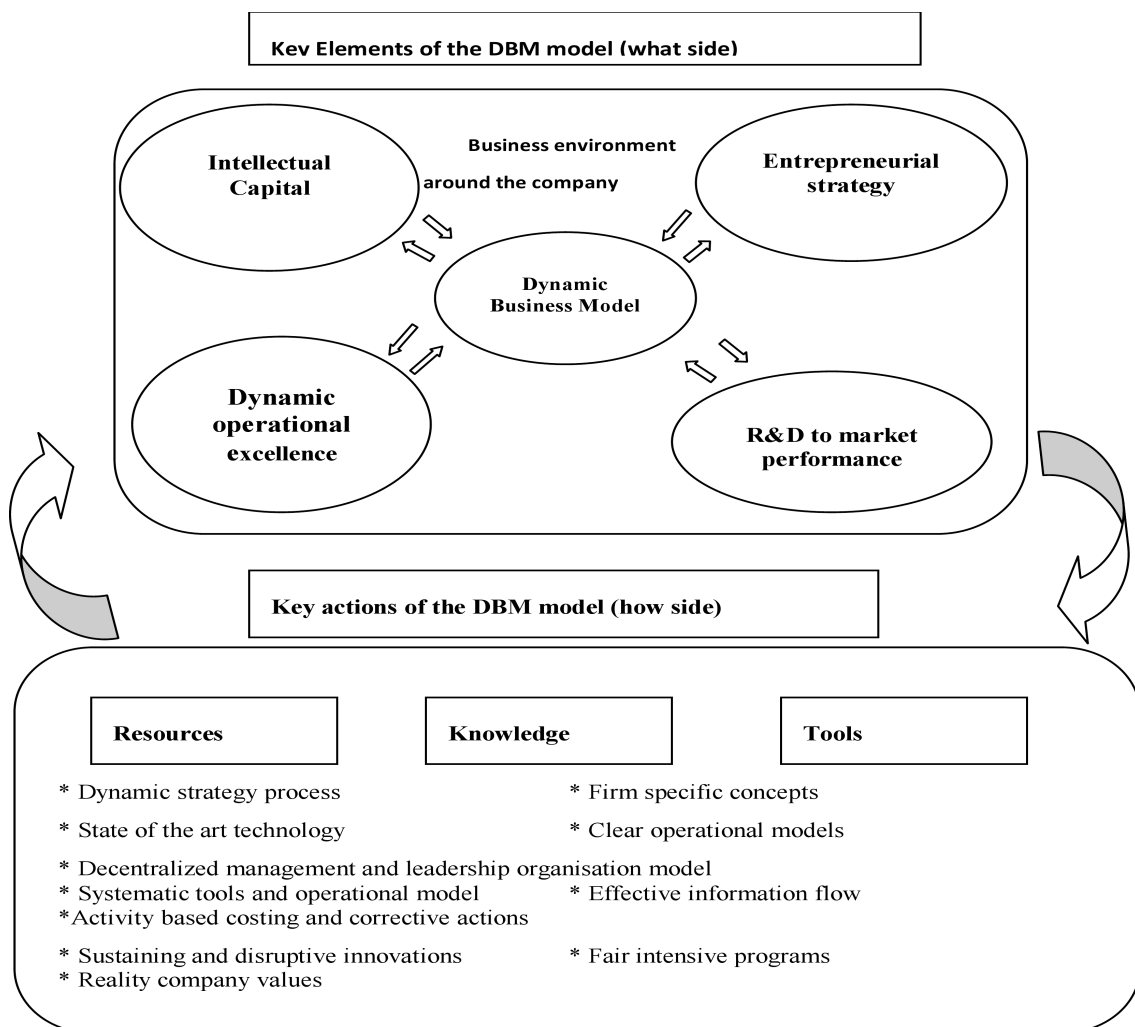 Key Elements of the DBM model (what side)
Intellectual
Capital
Business environment
around the company
Entrepreneurial
strategy
Dynamic
Business Model
Dynamic
operational
excellence
R&D to market
performance
Key actions of the DBM model (how side)
Resources
Knowledge
Tools
* Dynamic strategy process
* Firm specific concepts
* State of the art technology
* Clear operational models
* Decentralized management and leadership organisation model
* Systematic tools and operational model
* Effective information flow
*Activity based costing and corrective actions
* Sustaining and disruptive innovations
* Fair intensive programs
* Reality company values